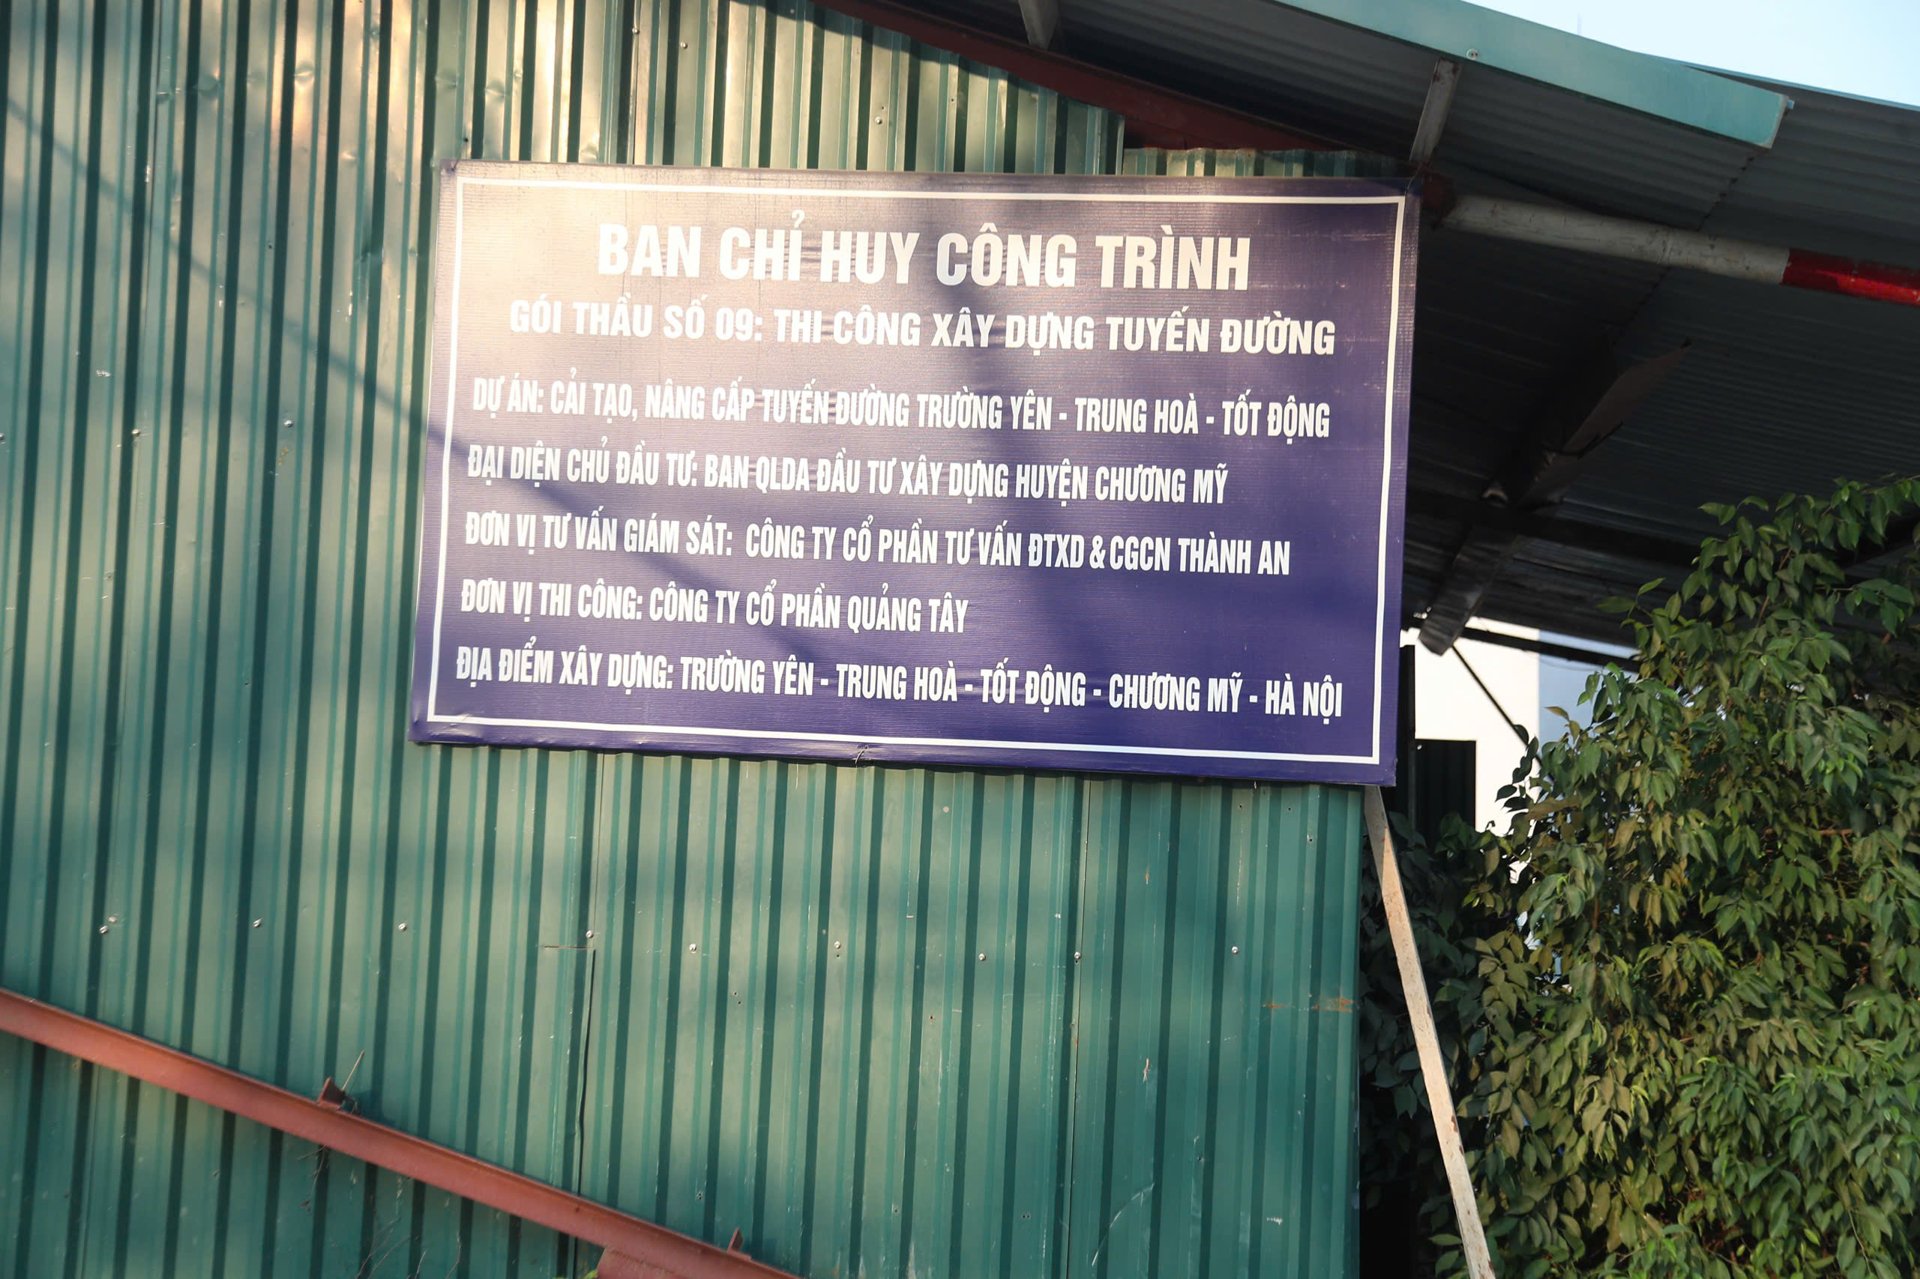 BAN CHỈ HUY CÔNG TRÌNH
GÓI THẦU SỐ 09: THI CÔNG XÂY DỰNG TUYẾN ĐƯỜNG
DỰ ÁN: CẢI TẠO, NÂNG CẤP TUYẾN ĐƯỜNG TRƯỜNG YÊN - TRUNG HOÀ - TỐT ĐỘNG
ĐẠI DIỆN CHỦ ĐẦU TƯ: BAN QLDA ĐẦU TƯ XÂY DỰNG HUYỆN CHƯƠNG MỸ
ĐƠN VỊ TƯ VẤN GIÁM SÁT: CÔNG TY CỔ PHẦN TƯ VẤN ĐTXD & CGCN THÀNH AN
ĐƠN VỊ THI CÔNG: CÔNG TY CỔ PHẦN QUẢNG TÂY
ĐỊA ĐIỂM XÂY DỰNG: TRƯỜNG YÊN - TRUNG HOÀ - TỐT ĐỘNG - CHƯƠNG MỸ - HÀ NỘI